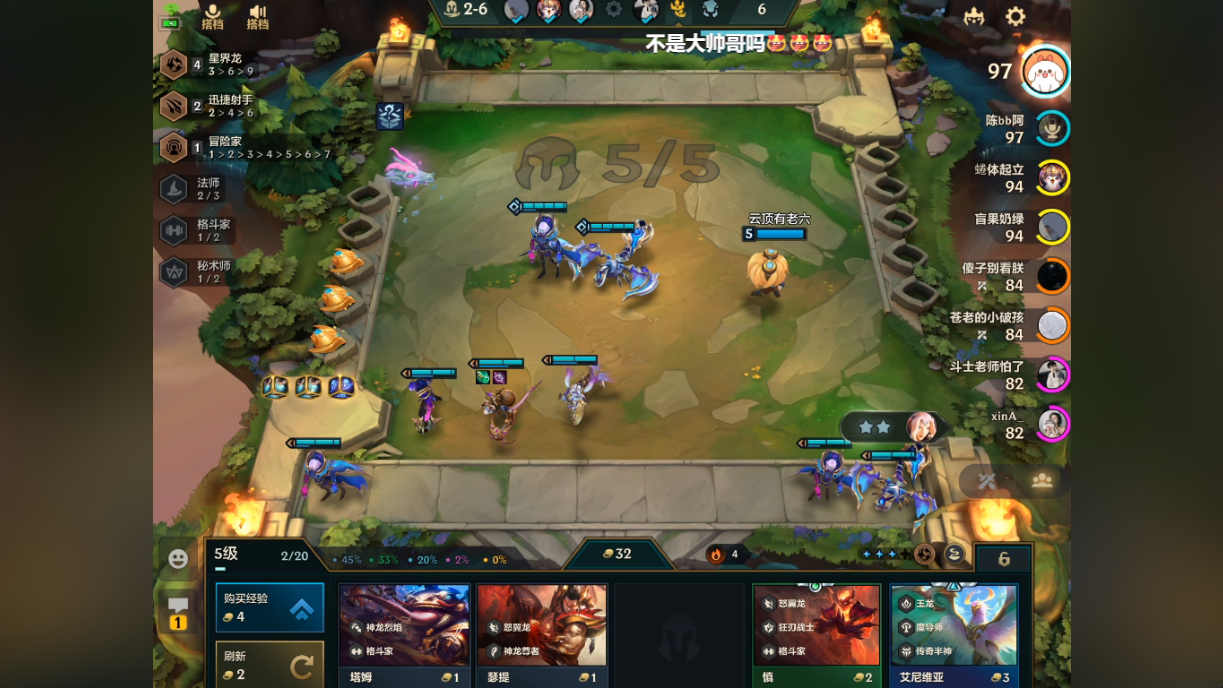 搭档
搭档
2-6
6
不是大帅哥吗
4
星界龙
3 > 6 > 9
2
迅捷射手
2 > 4 > 6
1
冒险家
1 > 2 > 3 > 4 > 5 > 6 > 7
法师
2 / 3
格斗家
1 / 2
秘术师
1 / 2
5/5
云顶有老六
5
97
陈bb阿
97
蜷体起立
94
盲果奶绿
94
傻子别看朕
84
苍老的小破孩
84
斗士老师怕了
82
xinA_
82
5级
2/20
45%
33%
20%
2%
0%
32
4
6
1
购买经验
4
刷新
2
神龙烈焰
格斗家
塔姆
1
怒翼龙
神龙尊者
瑟提
1
怒翼龙
狂刃战士
格斗家
慎
2
玉龙
魔导师
传奇半神
艾尼维亚
3